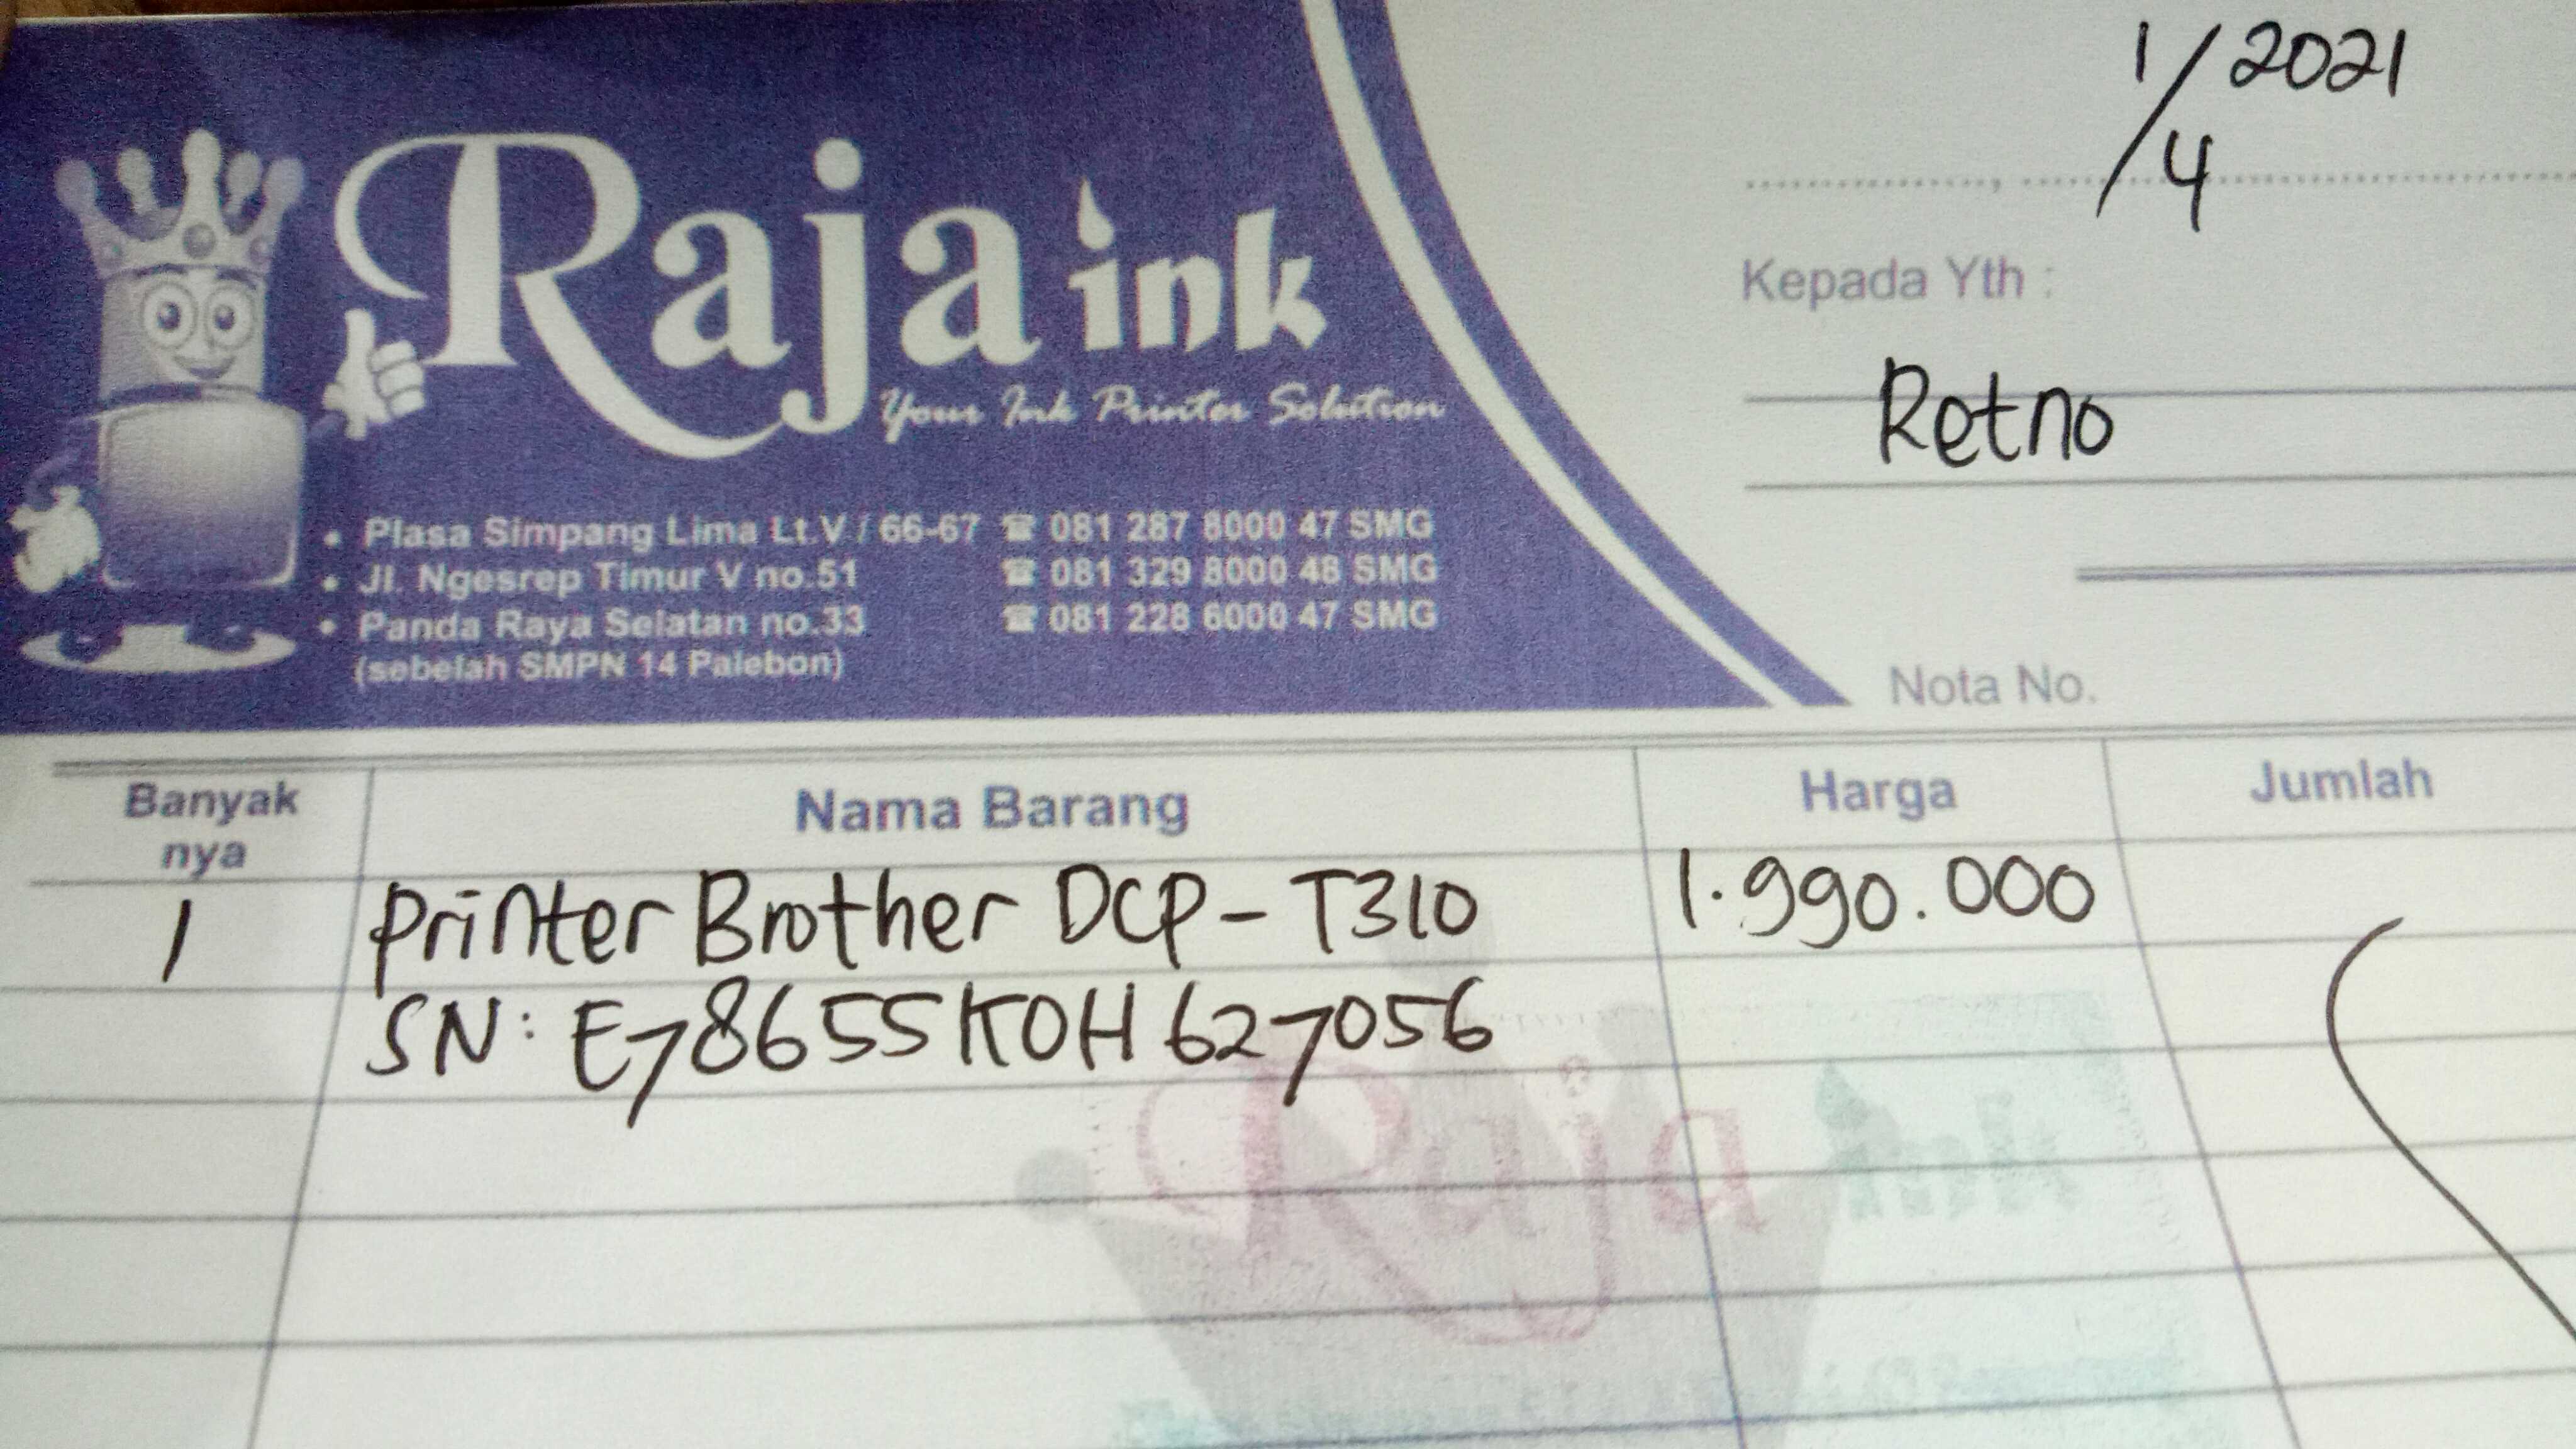 1/4 2021
Raja ink
Your Ink Printer Solution
• Plasa Simpang Lima Lt.V / 66-67 ☎ 081 287 8000 47 SMG
• Jl. Ngesrep Timur V no.51 ☎ 081 329 8000 48 SMG
• Panda Raya Selatan no.33 ☎ 081 228 6000 47 SMG
(sebelah SMPN 14 Palebon)
Kepada Yth :
Retno
Nota No.
Banyak nya Nama Barang Harga Jumlah
1 Printer Brother DCP-T310 1.990.000
SN: E78655K0H627056
Raja ink